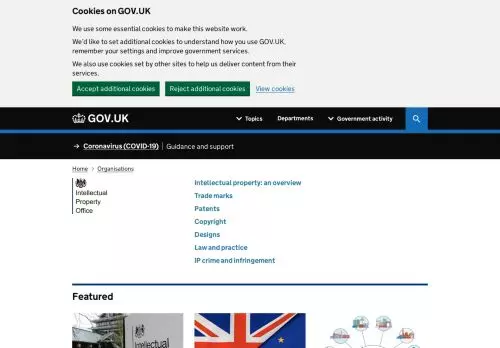 Cookies on GOV.UK
We use some essential cookies to make this website work.
We'd like to set additional cookies to understand how you use GOV.UK,
remember your settings and improve government services.
We also use cookies set by other sites to help us deliver content from their
services.
Accept additional cookies
Reject additional cookies
View cookies
GOV.UK
Topics
Departments
Government activity
→ Coronavirus (COVID-19) | Guidance and support
Home > Organisations
Intellectual
Property
Office
Intellectual property: an overview
Trade marks
Patents
Copyright
Designs
Law and practice
IP crime and infringement
Featured
Intellectual